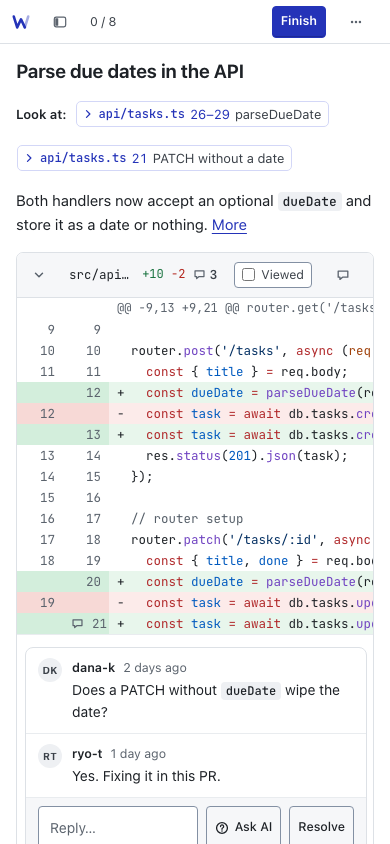 0 / 8
Finish
Parse due dates in the API
Look at: api/tasks.ts 26–29 parseDueDate
api/tasks.ts 21 PATCH without a date
Both handlers now accept an optional dueDate and
store it as a date or nothing. More
src/api… +10 -2 3 Viewed
@@ -9,13 +9,21 @@ router.get('/tasks
9 9
10 10 router.post('/tasks', async (req
11 11 const { title } = req.body;
12 + const dueDate = parseDueDate(re
12 - const task = await db.tasks.cre
13 + const task = await db.tasks.cre
13 14 res.status(201).json(task);
14 15 });
15 16
16 17 // router setup
17 18 router.patch('/tasks/:id', async
18 19 const { title, done } = req.bod
20 + const dueDate = parseDueDate(re
19 - const task = await db.tasks.upd
21 + const task = await db.tasks.upd
DK dana-k 2 days ago
Does a PATCH without dueDate wipe the
date?
RT ryo-t 1 day ago
Yes. Fixing it in this PR.
Reply… Ask AI Resolve